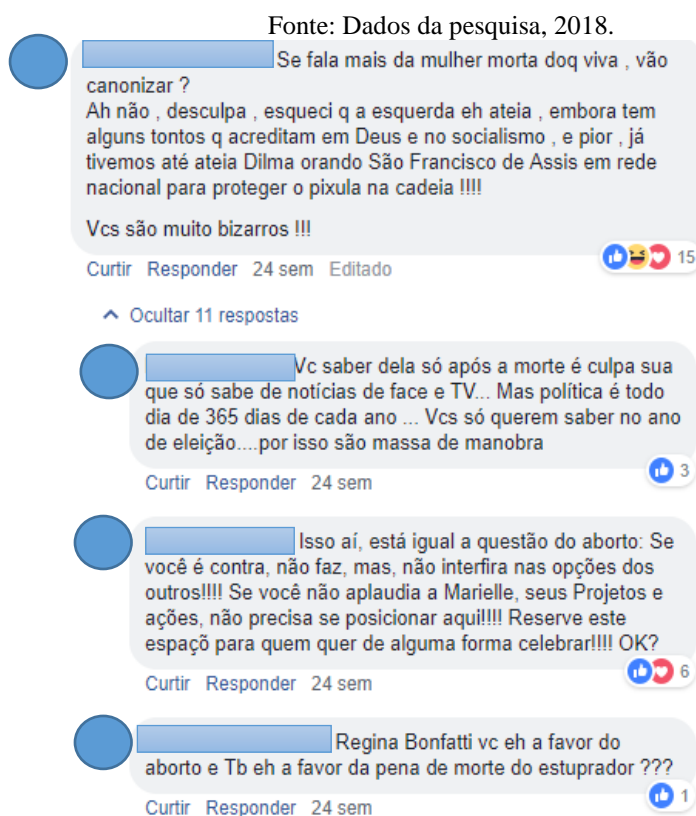 Fonte: Dados da pesquisa, 2018.
Se fala mais da mulher morta doq viva , vão
canonizar ?
Ah não , desculpa , esqueci q a esquerda eh ateia , embora tem
alguns tontos q acreditam em Deus e no socialismo , e pior , já
tivemos até ateia Dilma orando São Francisco de Assis em rede
nacional para proteger o pixula na cadeia !!!!
Vcs são muito bizarros !!!
15
Curtir Responder 24 sem Editado
Ocultar 11 respostas
Vc saber dela só após a morte é culpa sua
que só sabe de notícias de face e TV... Mas política é todo
dia de 365 dias de cada ano ... Vcs só querem saber no ano
de eleição....por isso são massa de manobra
3
Curtir Responder 24 sem
Isso aí, está igual a questão do aborto: Se
você é contra, não faz, mas, não interfira nas opções dos
outros!!!! Se você não aplaudia a Marielle, seus Projetos e
ações, não precisa se posicionar aqui!!!! Reserve este
espaçõ para quem quer de alguma forma celebrar!!!! OK?
6
Curtir Responder 24 sem
Regina Bonfatti vc eh a favor do
aborto e Tb eh a favor da pena de morte do estuprador ???
1
Curtir Responder 24 sem